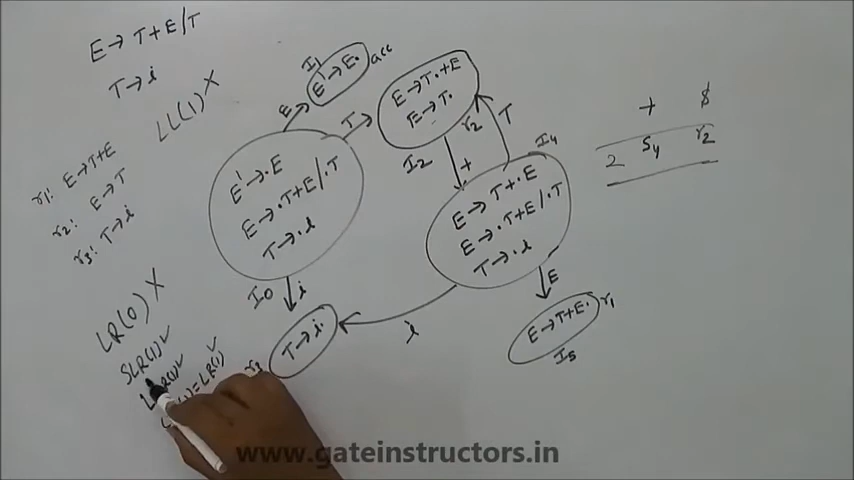 E→ T+E/T
T→i
LL(1) X
r1: E→T+E
r2: E→T
r3: T→i
LR(0) X
SLR(1) ✓
E
I1
E'→E.
acc
E'→.E
E→.T+E/.T
T→.i
I0
i
T
E→T.+E
E→T.
r2
I2
+
T
I4
E→T+.E
E→.T+E/.T
T→.i
E
E→T+E.
r1
I5
i
T→i.
r3
+ $
2 S4 r2
www.gateinstructors.in